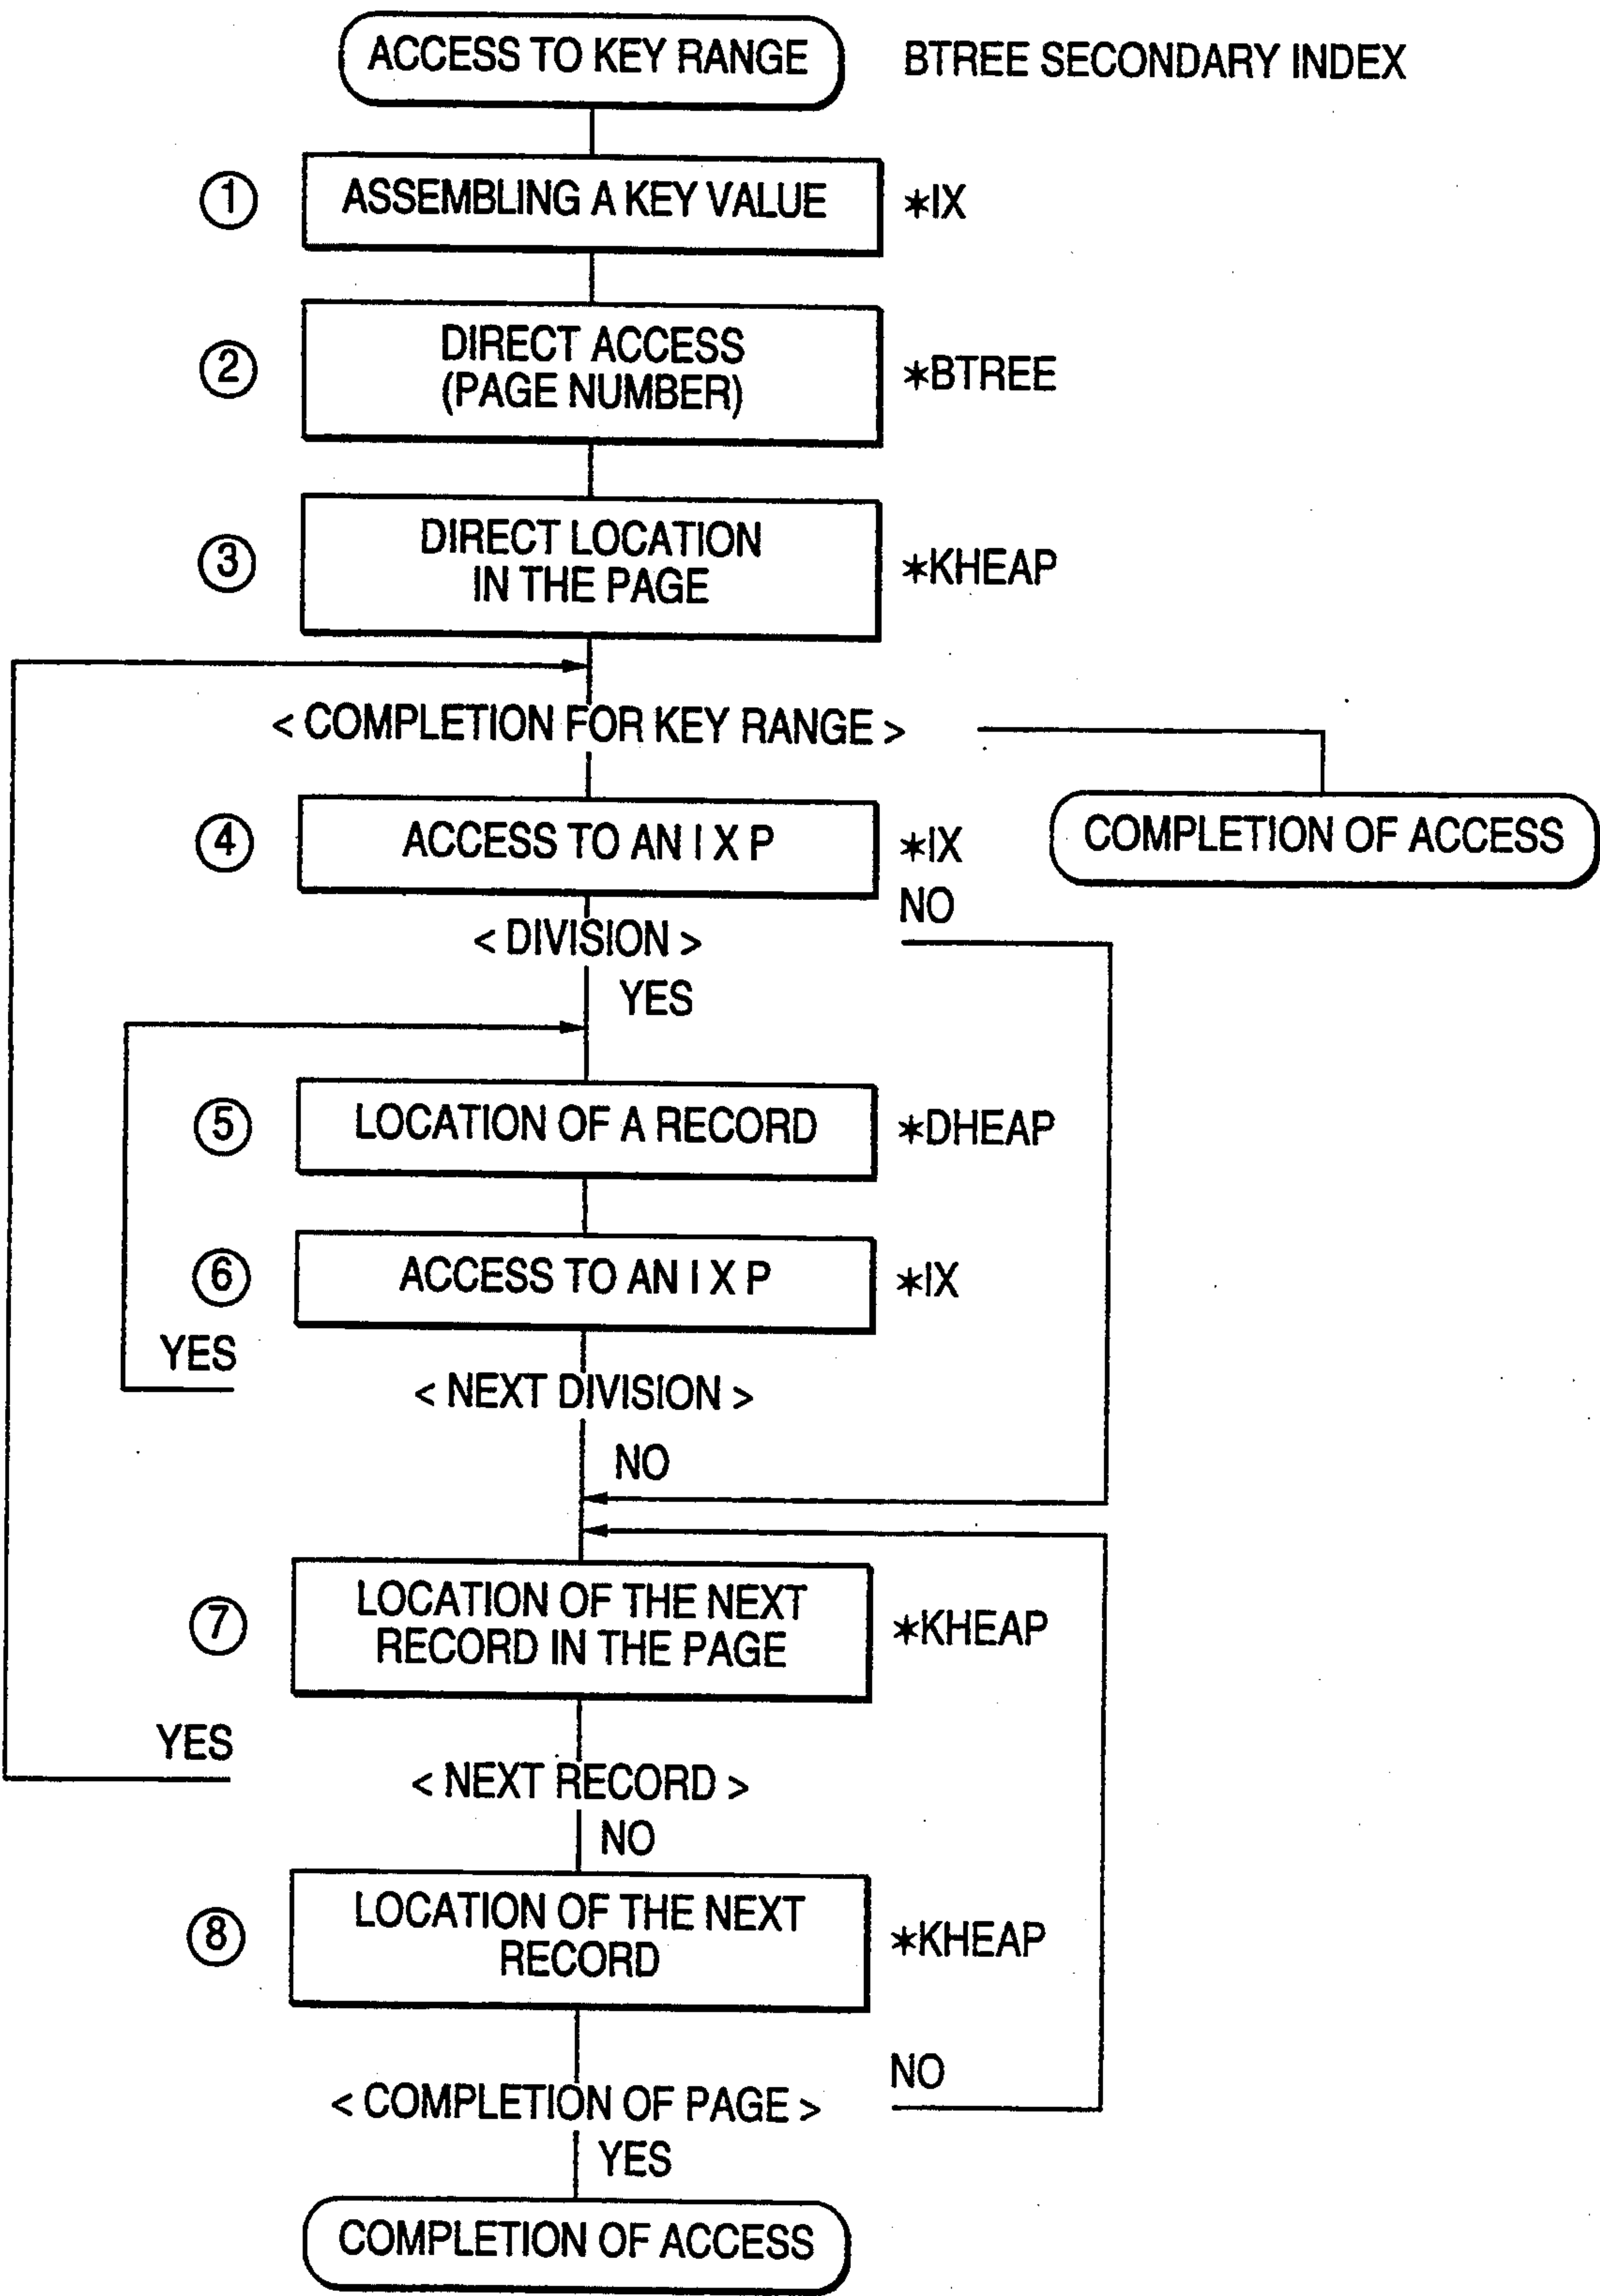 ACCESS TO KEY RANGE
BTREE SECONDARY INDEX
1
ASSEMBLING A KEY VALUE
*IX
2
DIRECT ACCESS
(PAGE NUMBER)
*BTREE
3
DIRECT LOCATION
IN THE PAGE
*KHEAP
< COMPLETION FOR KEY RANGE >
4
ACCESS TO AN I X P
*IX
COMPLETION OF ACCESS
NO
< DIVISION >
YES
5
LOCATION OF A RECORD
*DHEAP
6
ACCESS TO AN I X P
*IX
YES
< NEXT DIVISION >
NO
7
LOCATION OF THE NEXT
RECORD IN THE PAGE
*KHEAP
YES
< NEXT RECORD >
NO
8
LOCATION OF THE NEXT
RECORD
*KHEAP
NO
< COMPLETION OF PAGE >
YES
COMPLETION OF ACCESS